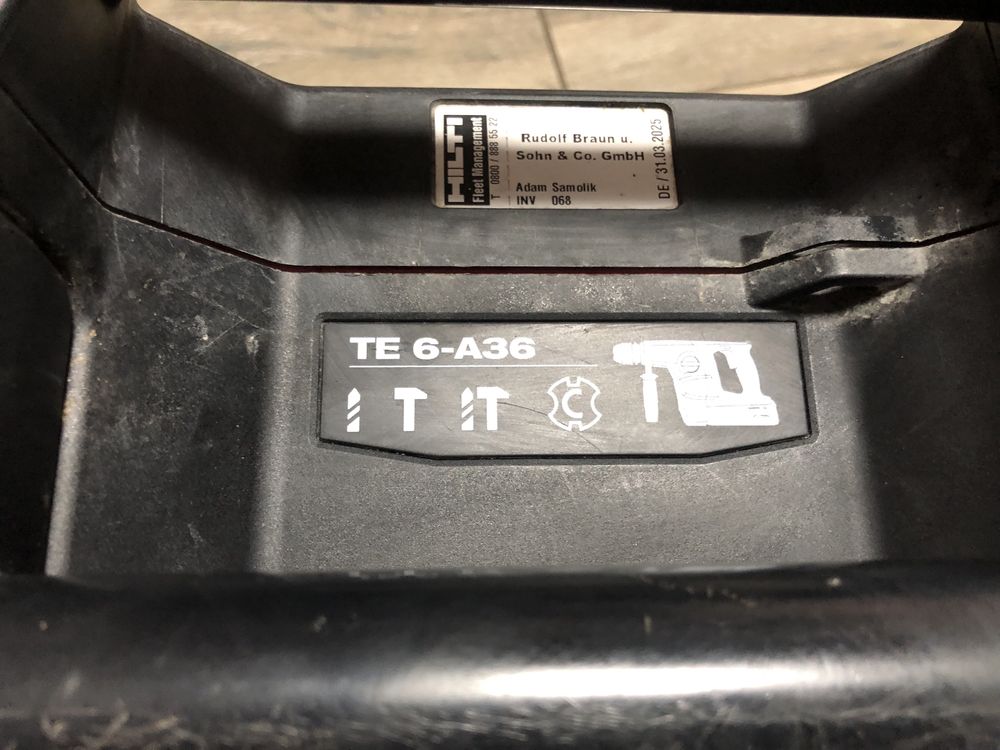 HILTI
Fleet Management
T 0800 / 888 55 22
Rudolf Braun u.
Sohn & Co. GmbH
Adam Samolik
INV 068
DE / 31.03.2025
TE 6-A36
C